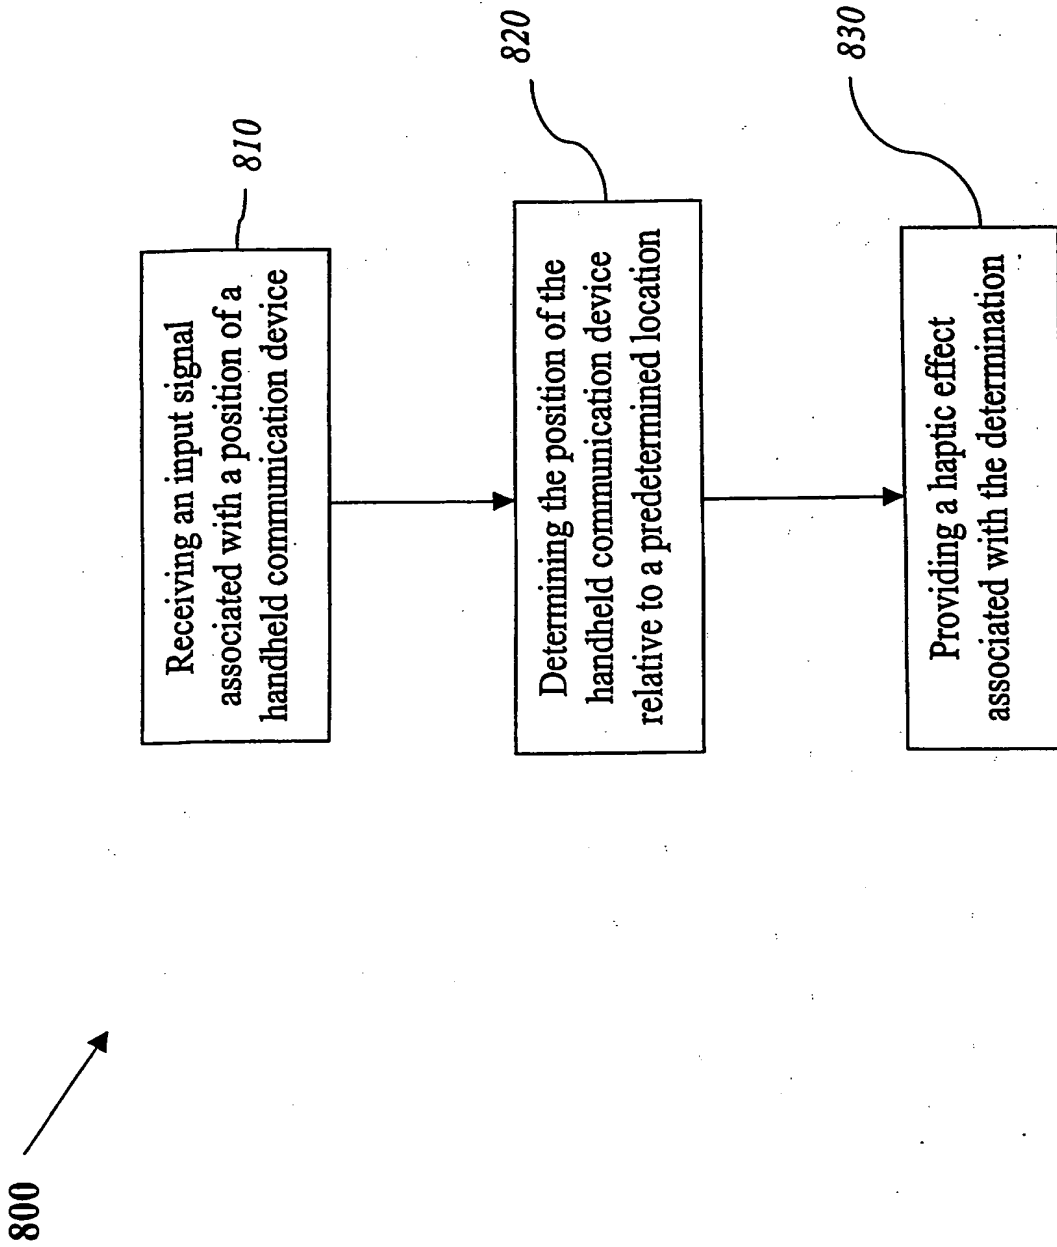 800
Receiving an input signal
associated with a position of a
handheld communication device
810
Determining the position of the
handheld communication device
relative to a predetermined location
820
Providing a haptic effect
associated with the determination
830